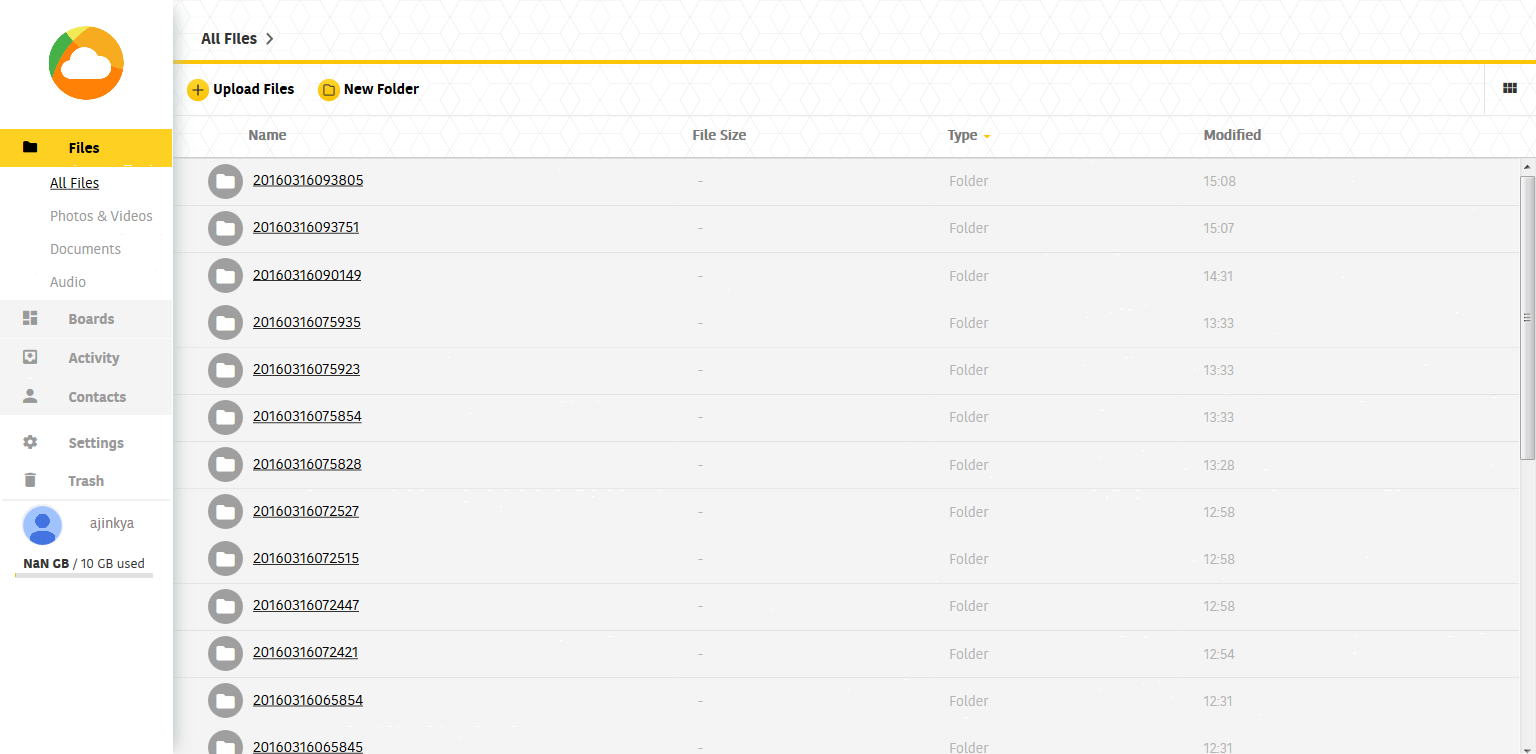 All FIles
Upload Files New Folder
Name File Size Type Modified
Files
All Files
Photos & Videos
Documents
Audio
Boards
Activity
Contacts
Settings
Trash
ajinkya
NaN GB / 10 GB used
20160316093805 - Folder 15:08
20160316093751 - Folder 15:07
20160316090149 - Folder 14:31
20160316075935 - Folder 13:33
20160316075923 - Folder 13:33
20160316075854 - Folder 13:33
20160316075828 - Folder 13:28
20160316072527 - Folder 12:58
20160316072515 - Folder 12:58
20160316072447 - Folder 12:58
20160316072421 - Folder 12:54
20160316065854 - Folder 12:31
20160316065845 - Folder 12:31